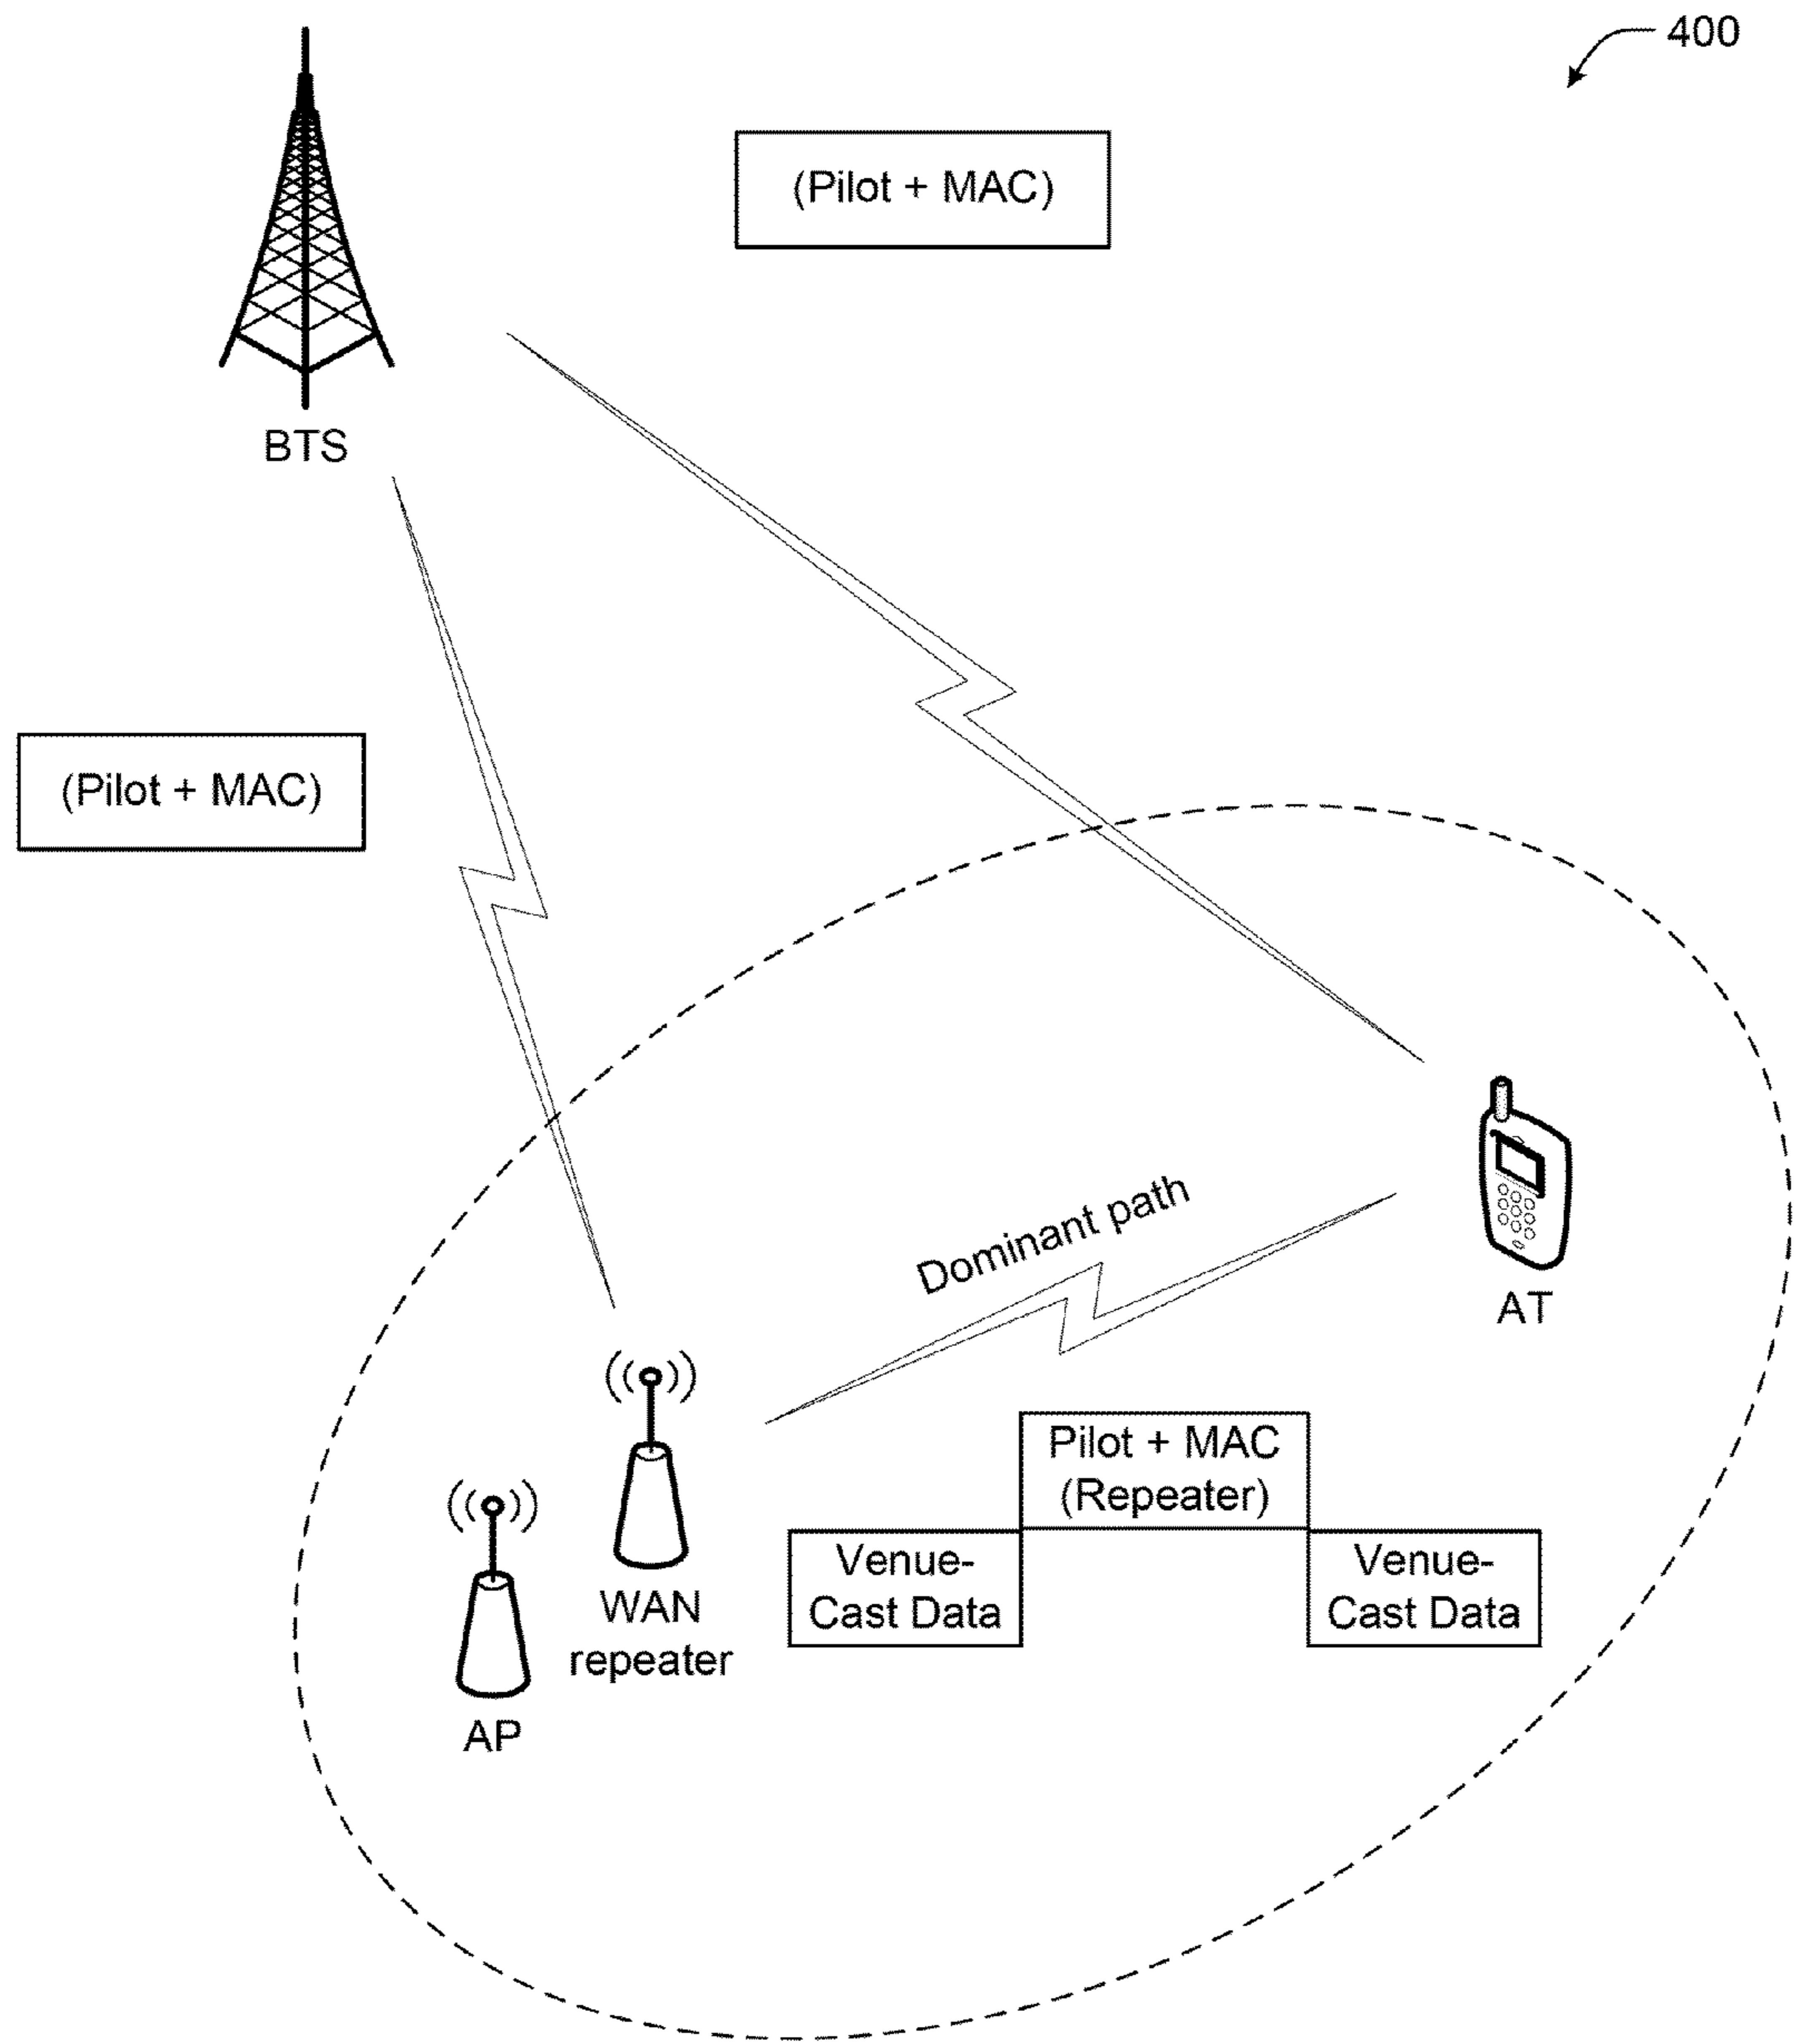 400
(Pilot + MAC)
BTS
(Pilot + MAC)
Dominant path
AT
Pilot + MAC
(Repeater)
Venue-
Cast Data
Venue-
Cast Data
WAN
repeater
AP